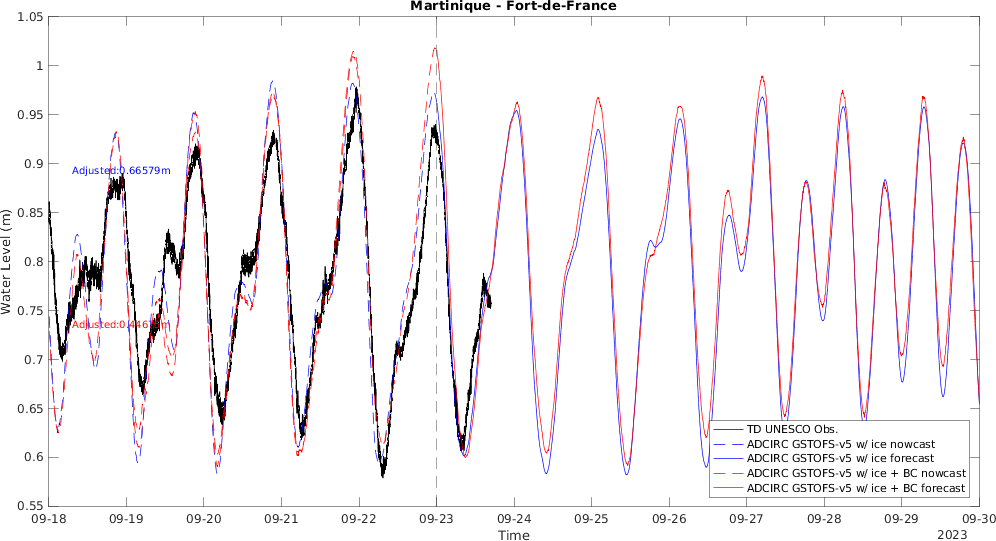 Martinique - Fort-de-France
1.05
1
0.95
0.9
0.85
0.8
0.75
0.7
0.65
0.6
0.55
Water Level (m)
Adjusted:0.66579m
TD UNESCO Obs.
ADCIRC GSTOFS-v5 w/ ice nowcast
ADCIRC GSTOFS-v5 w/ ice forecast
ADCIRC GSTOFS-v5 w/ ice + BC nowcast
ADCIRC GSTOFS-v5 w/ ice + BC forecast
09-18 09-19 09-20 09-21 09-22 09-23 09-24 09-25 09-26 09-27 09-28 09-29 09-30
Time
2023